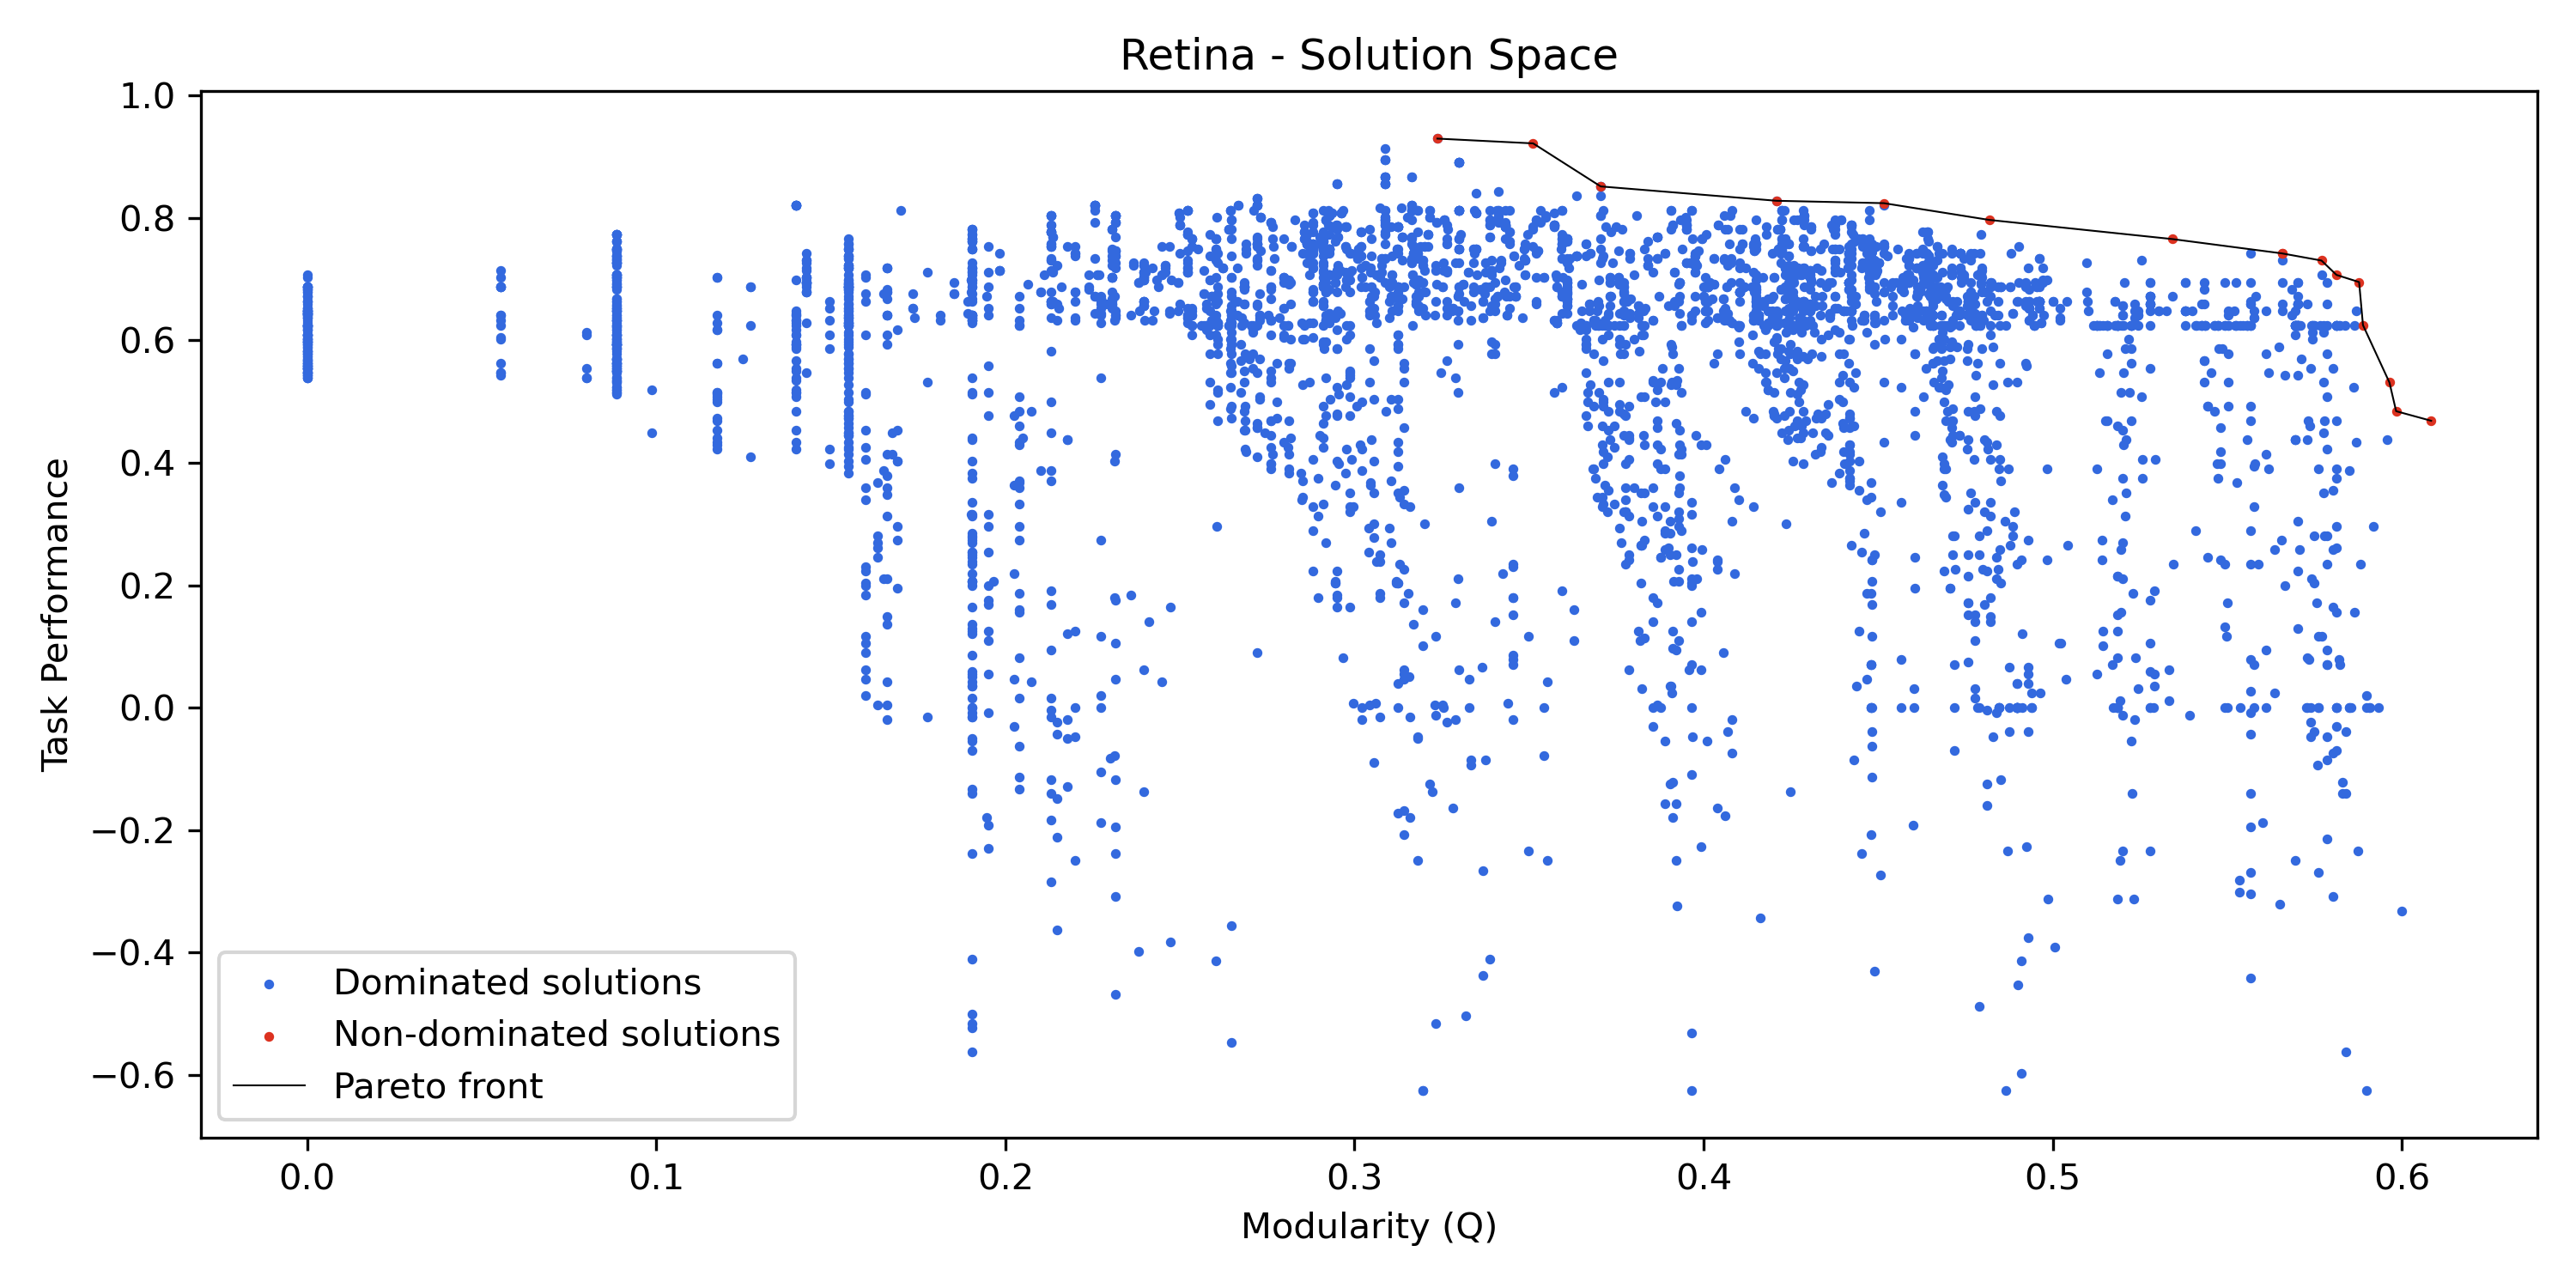 Retina - Solution Space
1.0
0.8
0.6
0.4
0.2
0.0
−0.2
−0.4
−0.6
Task Performance
Dominated solutions
Non-dominated solutions
Pareto front
0.0 0.1 0.2 0.3 0.4 0.5 0.6
Modularity (Q)